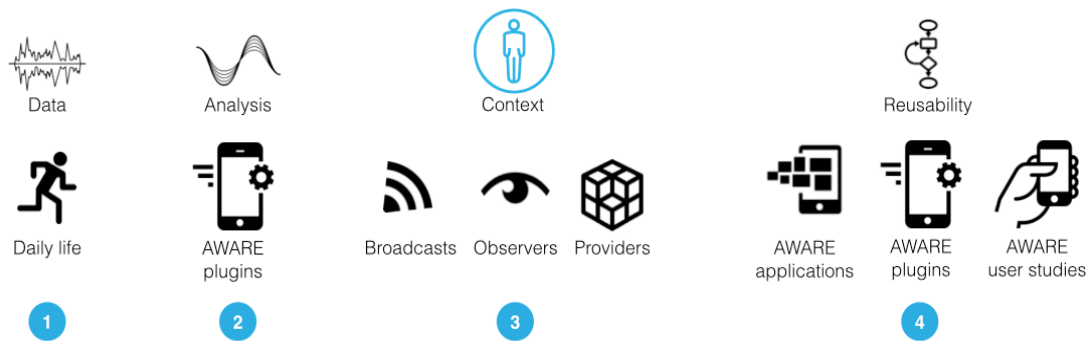 Data
Analysis
Context
Reusability
Daily life
AWARE
plugins
Broadcasts
Observers
Providers
AWARE
applications
AWARE
plugins
AWARE
user studies
1
2
3
4